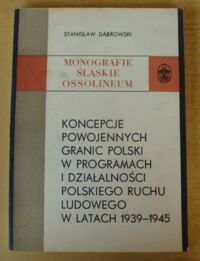 STANISŁAW DĄBROWSKI
MONOGRAFIE
ŚLĄSKIE
OSSOLINEUM
KONCEPCJE
POWOJENNYCH
GRANIC POLSKI
W PROGRAMACH
I DZIAŁALNOŚCI
POLSKIEGO RUCHU
LUDOWEGO
W LATACH 1939–1945